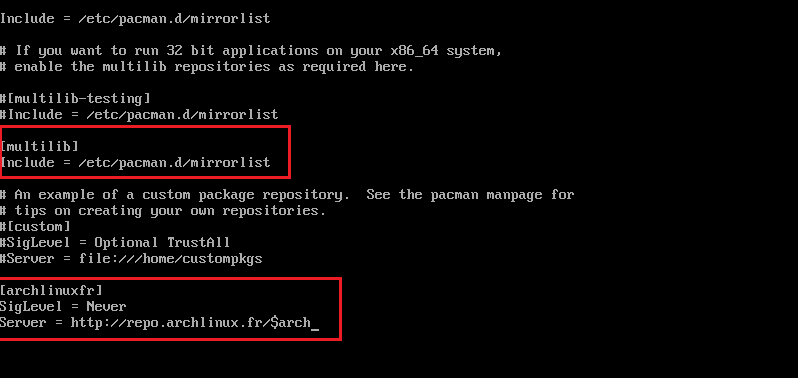 Include = /etc/pacman.d/mirrorlist
# If you want to run 32 bit applications on your x86_64 system,
# enable the multilib repositories as required here.
#[multilib-testing]
#Include = /etc/pacman.d/mirrorlist
[multilib]
Include = /etc/pacman.d/mirrorlist
# An example of a custom package repository.  See the pacman manpage for
# tips on creating your own repositories.
#[custom]
#SigLevel = Optional TrustAll
#Server = file:///home/custompkgs
[archlinuxfr]
SigLevel = Never
Server = http://repo.archlinux.fr/$arch_